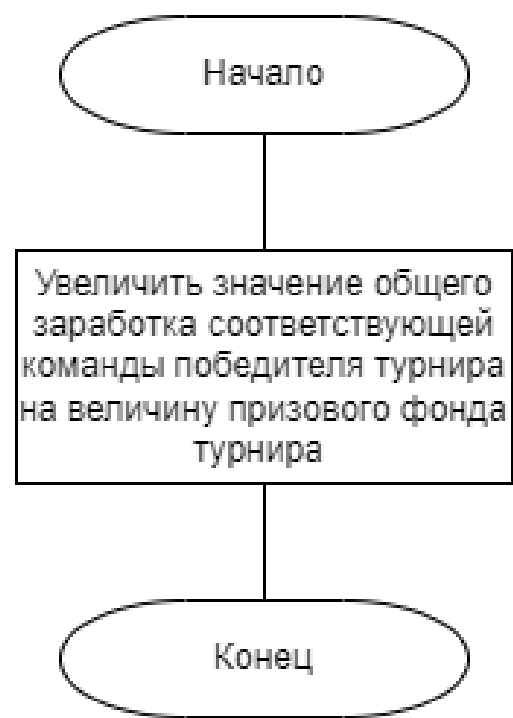 Начало
Увеличить значение общего
заработка соответствующей
команды победителя турнира
на величину призового фонда
турнира
Конец